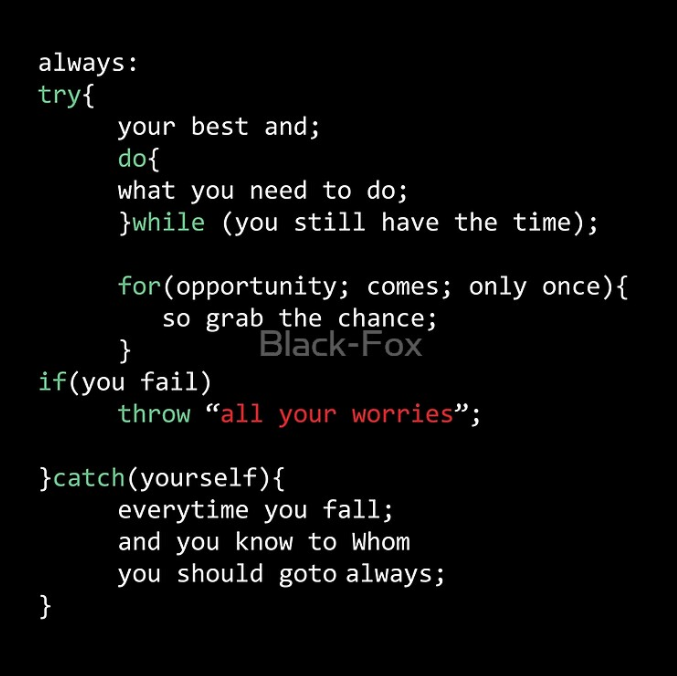 always:
try{
your best and;
do{
what you need to do;
}while (you still have the time);
for(opportunity; comes; only once){
so grab the chance;
}
Black-Fox
if(you fail)
throw “all your worries”;
}catch(yourself){
everytime you fall;
and you know to Whom
you should goto always;
}